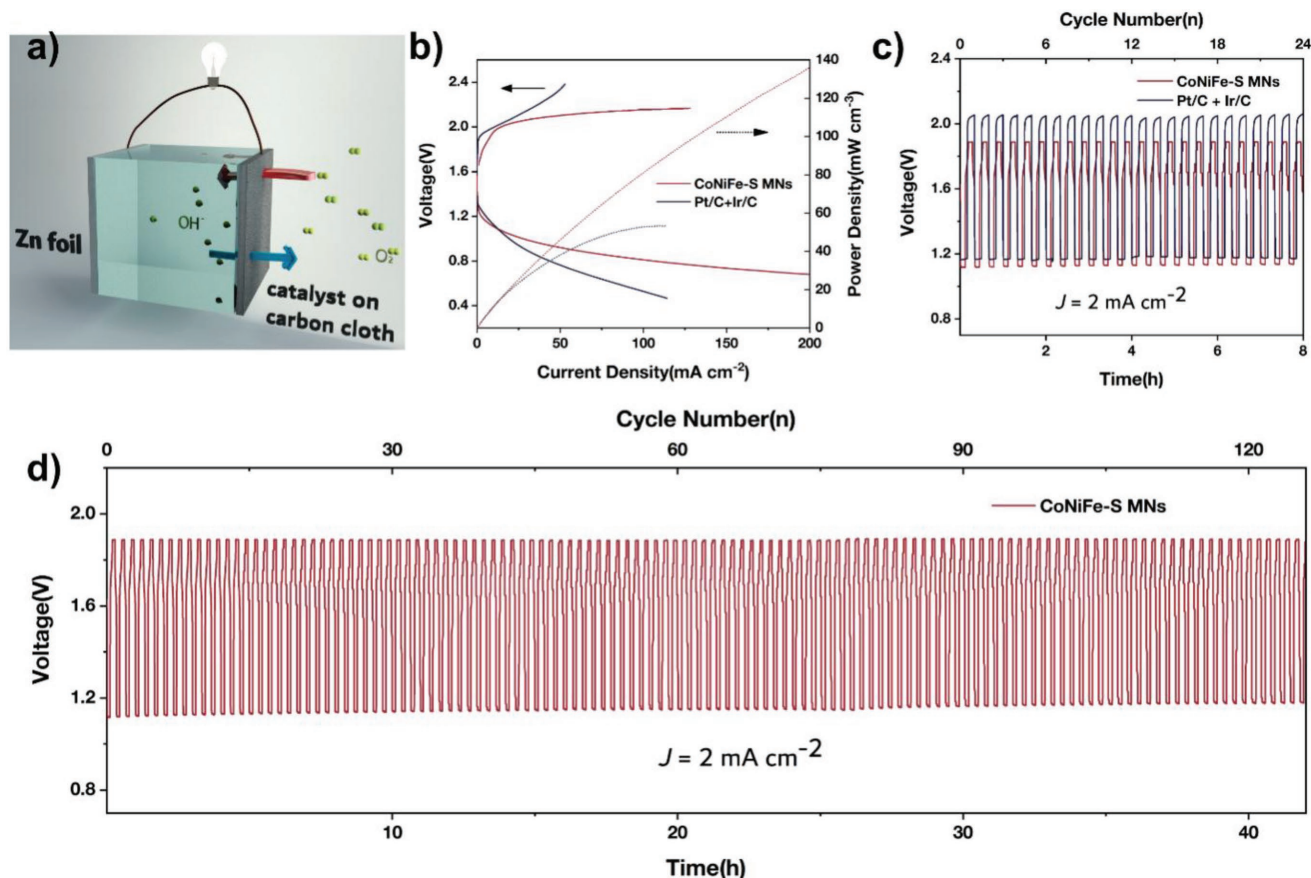 a)
Zn foil
OH⁻
O₂
catalyst on
carbon cloth
b)
Voltage(V)
2.4
2.0
1.6
1.2
0.8
0.4
0
50
100
150
200
Current Density(mA cm⁻²)
140
120
100
80
60
40
20
0
Power Density(mW cm⁻³)
CoNiFe-S MNs
Pt/C+Ir/C
c)
Cycle Number(n)
0 6 12 18 24
CoNiFe-S MNs
Pt/C + Ir/C
Voltage(V)
2.4
2.0
1.6
1.2
0.8
J = 2 mA cm⁻²
2 4 6 8
Time(h)
d)
Cycle Number(n)
0 30 60 90 120
CoNiFe-S MNs
Voltage(V)
2.0
1.6
1.2
0.8
J = 2 mA cm⁻²
10 20 30 40
Time(h)